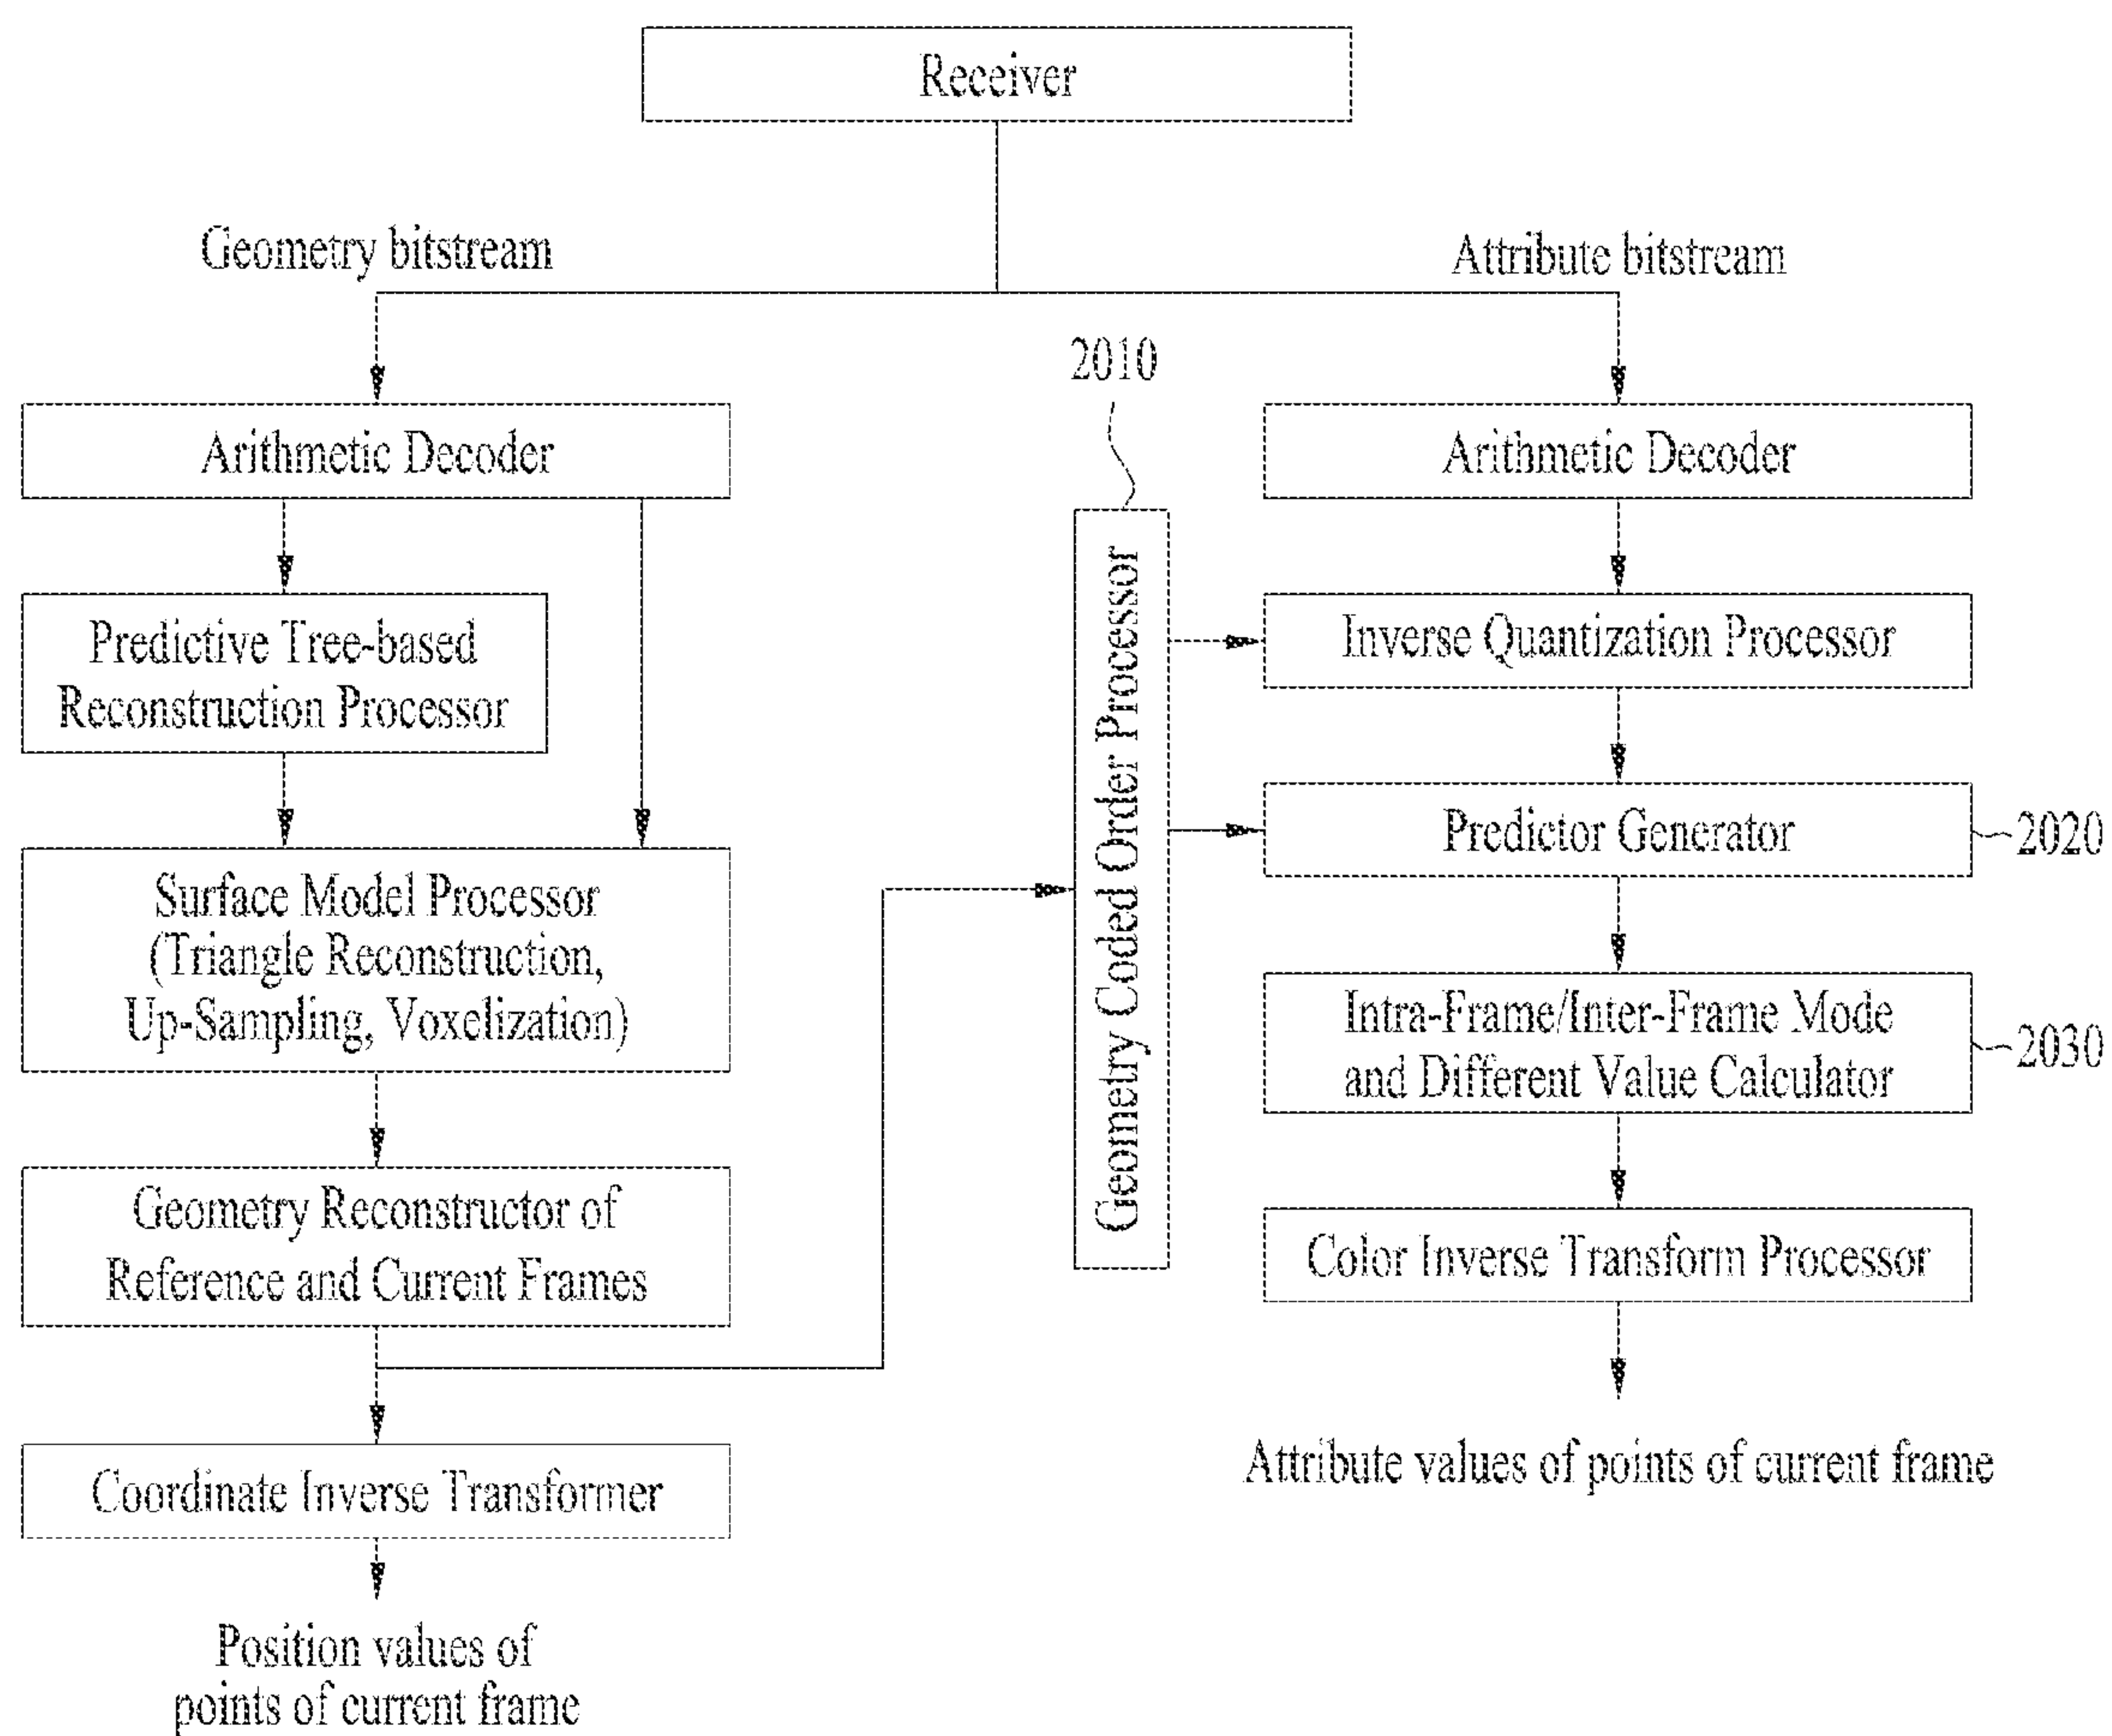 Receiver
Geometry bitstream
Attribute bitstream
2010
Arithmetic Decoder
Arithmetic Decoder
Predictive Tree-based
Reconstruction Processor
Geometry Coded Order Processor
Inverse Quantization Processor
Predictor Generator
2020
Surface Model Processor
(Triangle Reconstruction,
Up-Sampling, Voxelization)
Intra-Frame/Inter-Frame Mode
and Different Value Calculator
2030
Geometry Reconstructor of
Reference and Current Frames
Color Inverse Transform Processor
Coordinate Inverse Transformer
Attribute values of points of current frame
Position values of
points of current frame